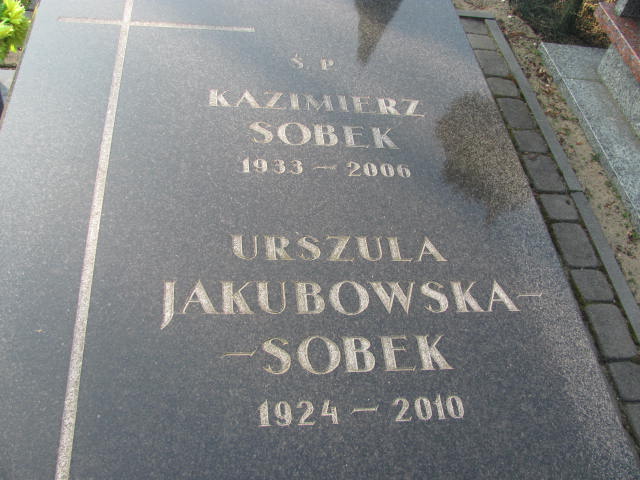 Ś. P.
KAZIMIERZ
SOBEK
1933 – 2006
URSZULA
JAKUBOWSKA–
–SOBEK
1924 – 2010